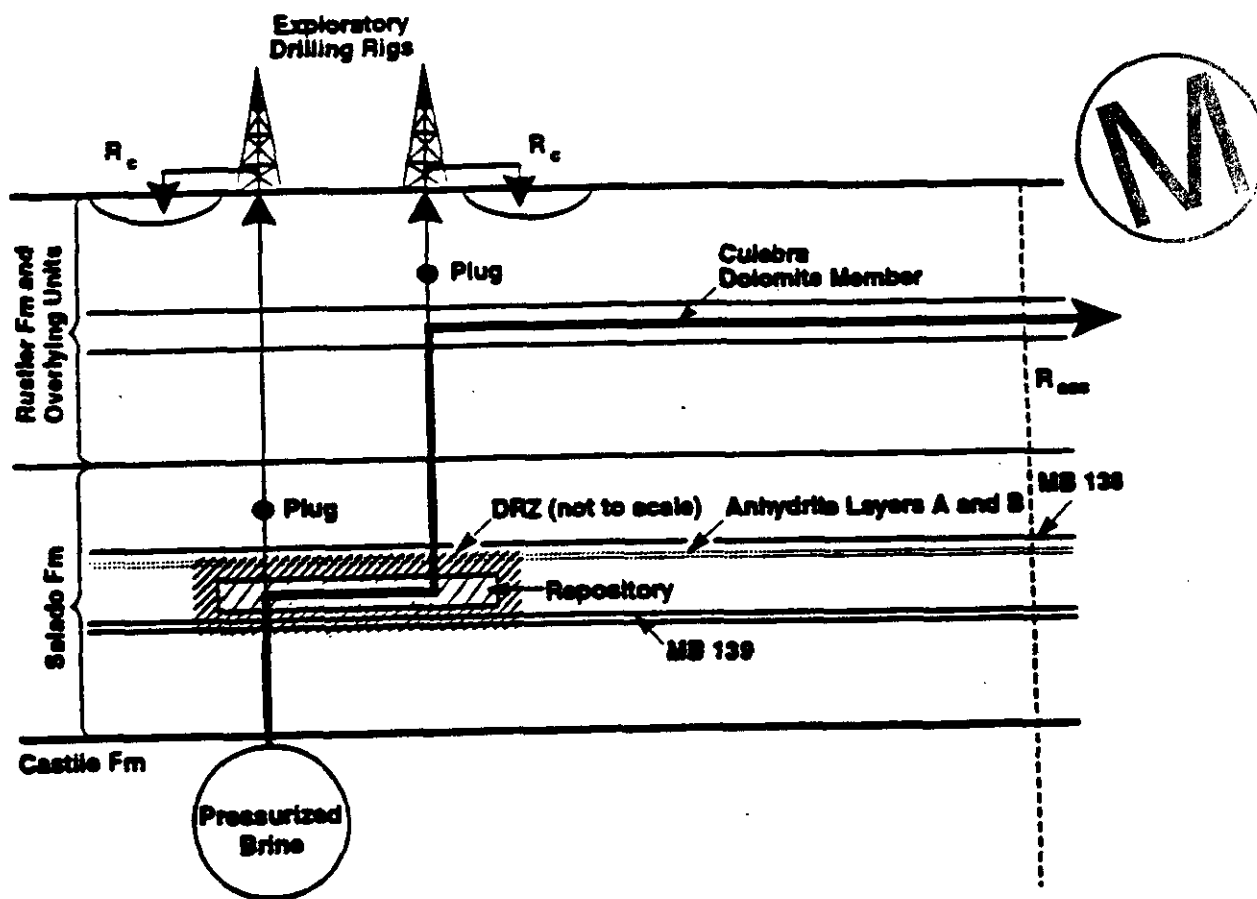 Exploratory
Drilling Rigs
R c
R c
M
Rustler Fm and
Overlying Units
Plug
Culebra
Dolomite Member
R acc
Plug
DRZ (not to scale)
Anhydrite Layers A and B
MB 138
Salado Fm
Repository
MB 139
Castile Fm
Pressurized
Brine